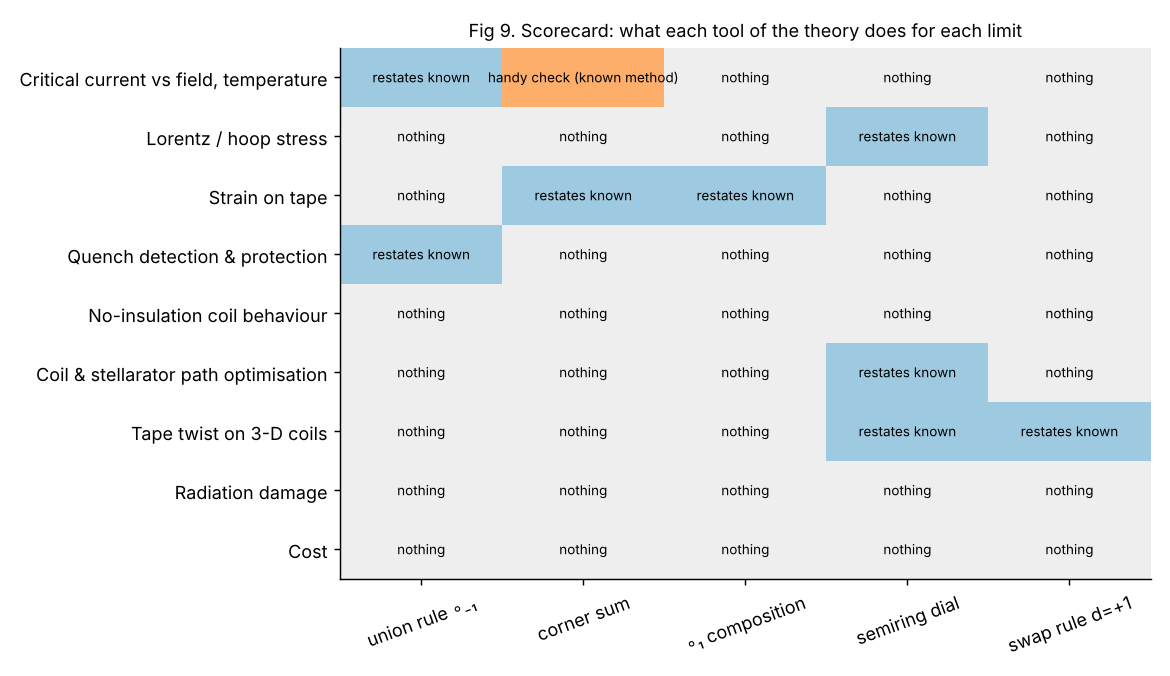 Fig 9. Scorecard: what each tool of the theory does for each limit
Critical current vs field, temperature restates known handy check (known method) nothing nothing nothing
Lorentz / hoop stress nothing nothing nothing restates known nothing
Strain on tape nothing restates known restates known nothing nothing
Quench detection & protection restates known nothing nothing nothing nothing
No-insulation coil behaviour nothing nothing nothing nothing nothing
Coil & stellarator path optimisation nothing nothing nothing restates known nothing
Tape twist on 3-D coils nothing nothing nothing restates known restates known
Radiation damage nothing nothing nothing nothing nothing
Cost nothing nothing nothing nothing nothing
union rule °₋₁ corner sum °₁ composition semiring dial swap rule d=+1